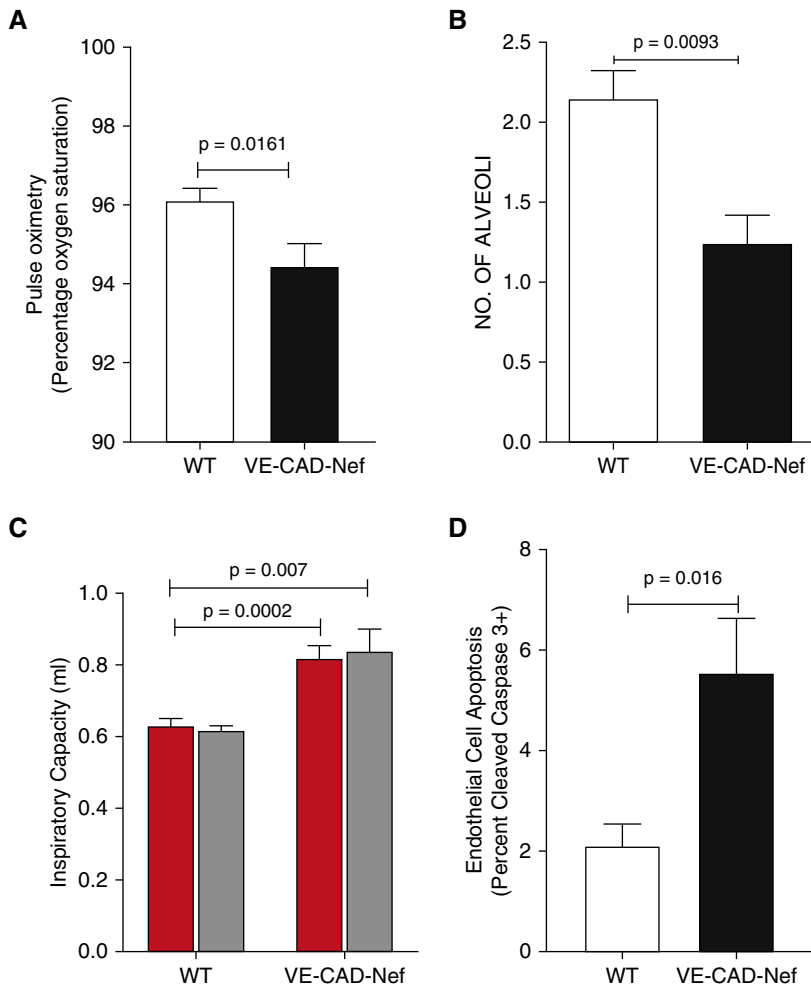 A
Pulse oximetry
(Percentage oxygen saturation)
100
98
96
94
92
90
p = 0.0161
WT
VE-CAD-Nef
B
NO. OF ALVEOLI
2.5
2.0
1.5
1.0
0.5
0.0
p = 0.0093
WT
VE-CAD-Nef
C
Inspiratory Capacity (ml)
1.0
0.8
0.6
0.4
0.2
0.0
p = 0.007
p = 0.0002
WT
VE-CAD-Nef
D
Endothelial Cell Apoptosis
(Percent Cleaved Caspase 3+)
8
6
4
2
0
p = 0.016
WT
VE-CAD-Nef